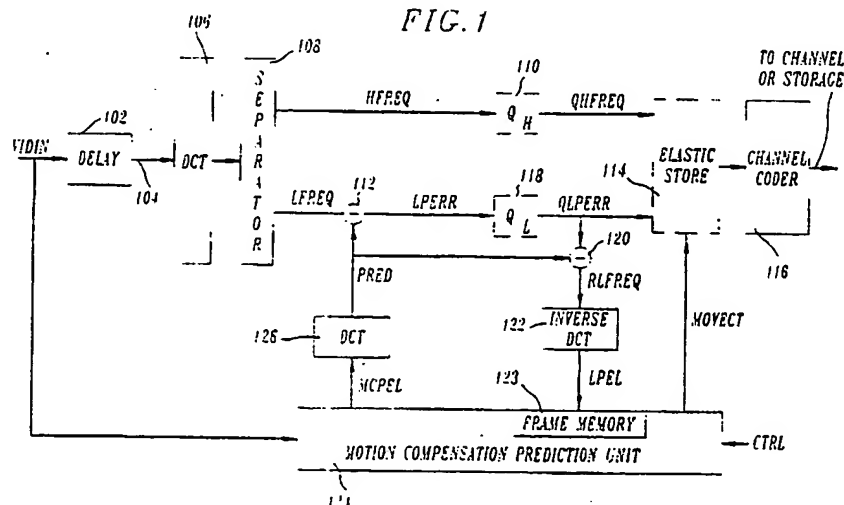 FIG. 1
106
108
TO CHANNEL
OR STORAGE
110
102
SEPARATOR
HFREQ
Q H
QHFREQ
VIDIN
DELAY
104
DCT
ELASTIC
STORE
CHANNEL
CODER
114
116
LFREQ
112
LPERR
118
Q L
QLPERR
120
PRED
RLFREQ
126
DCT
122
INVERSE
DCT
MOVECT
MCPEL
LPEL
123
FRAME MEMORY
MOTION COMPENSATION PREDICTION UNIT
CTRL